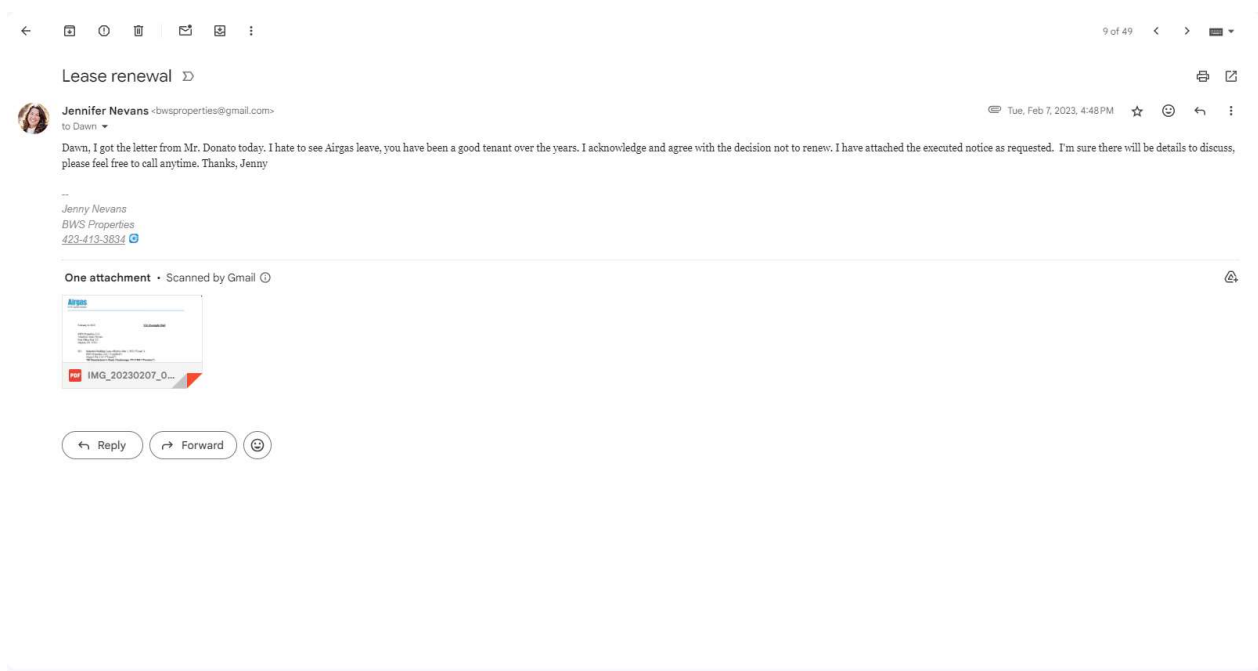 9 of 49
Lease renewal
Jennifer Nevans <bwsproperties@gmail.com>
Tue, Feb 7, 2023, 4:48 PM
to Dawn
Dawn, I got the letter from Mr. Donato today. I hate to see Airgas leave, you have been a good tenant over the years. I acknowledge and agree with the decision not to renew. I have attached the executed notice as requested.  I'm sure there will be details to discuss,
please feel free to call anytime. Thanks, Jenny
--
Jenny Nevans
BWS Properties
423-413-3834
One attachment • Scanned by Gmail
Airgas
PDF IMG_20230207_0...
Reply Forward